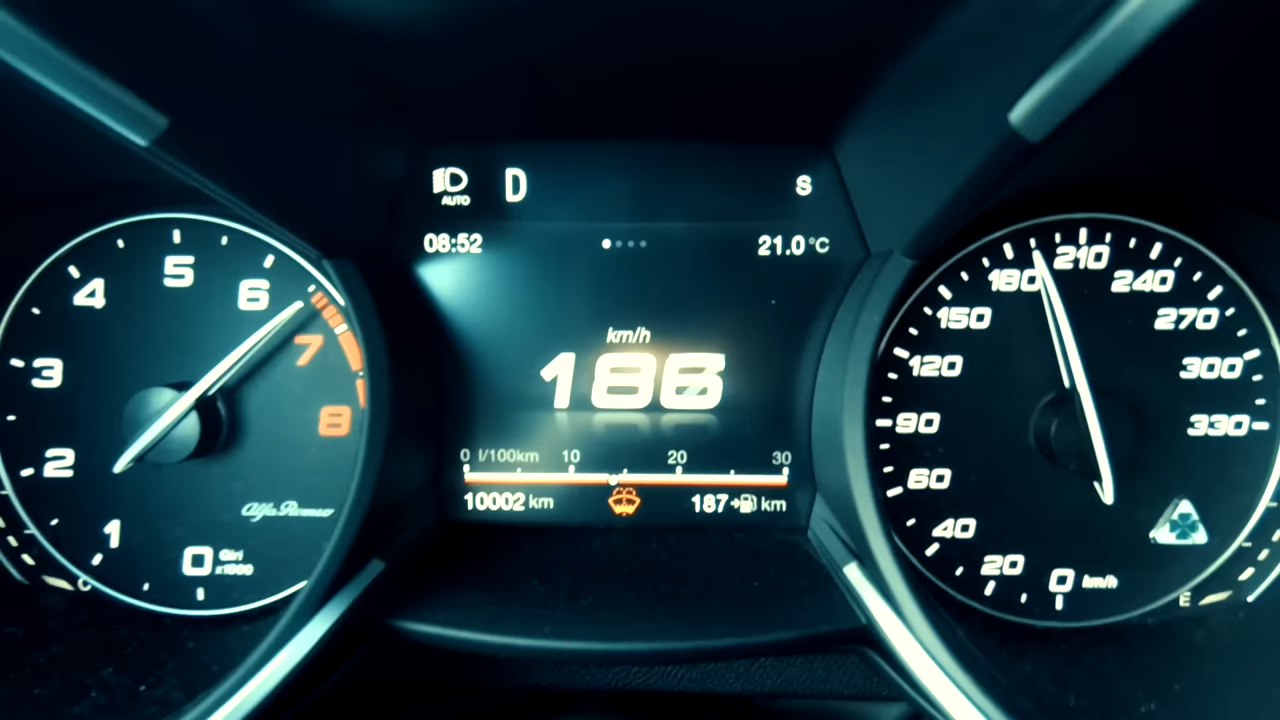 AUTO D S
08:52 21.0 °C
km/h
186
0 l/100km 10 20 30
10002 km 187 km
1
2
3
4
5
6
7
8
Alfa Romeo
0 Giri x1000
0 km/h
20
40
60
90
120
150
180
210
240
270
300
330
C
E